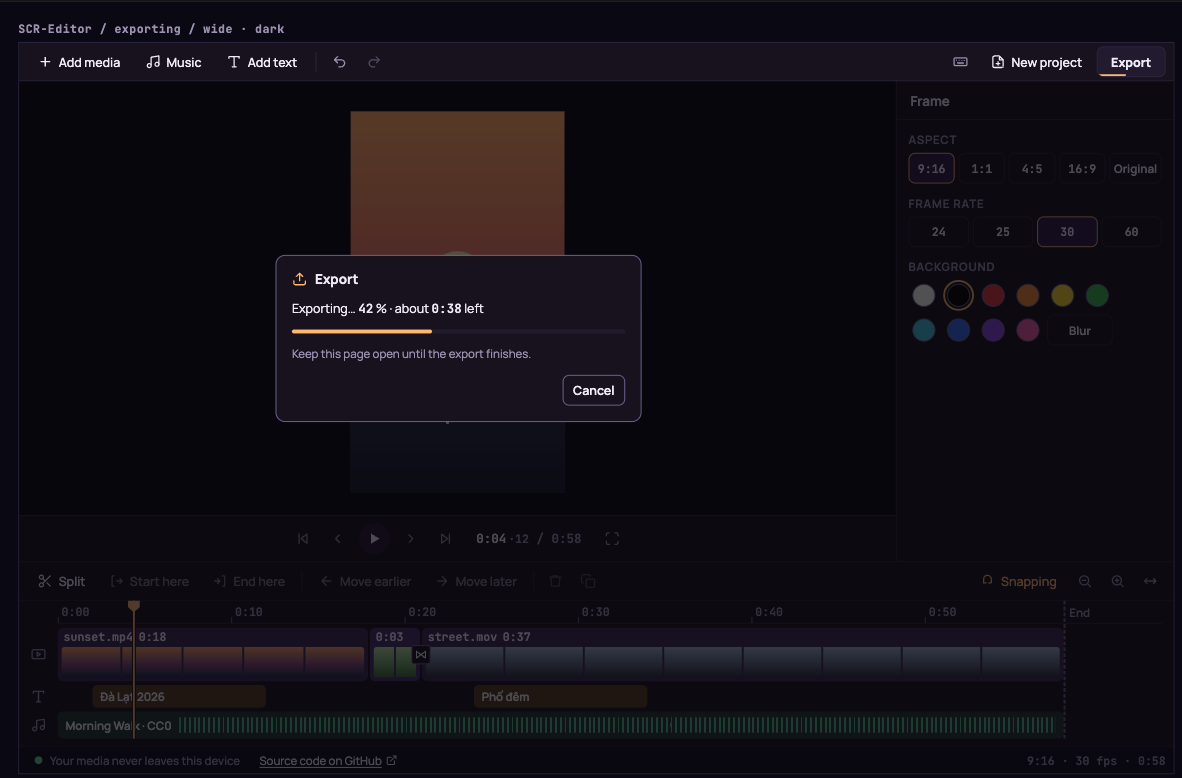 SCR-Editor / exporting / wide · dark
+ Add media Music Add text New project Export
Frame
ASPECT
9:16 1:1 4:5 16:9 Original
FRAME RATE
24 25 30 60
BACKGROUND
Blur
Export
Exporting… 42 % · about 0:38 left
Keep this page open until the export finishes.
Cancel
0:04·12 / 0:58
Split Start here End here Move earlier Move later Snapping
0:00 0:10 0:20 0:30 0:40 0:50 End
sunset.mp4 0:18 0:03 street.mov 0:37
Đà Lạt 2026 Phố đêm
Morning Walk · CC0
Your media never leaves this device Source code on GitHub 9:16 · 30 fps · 0:58